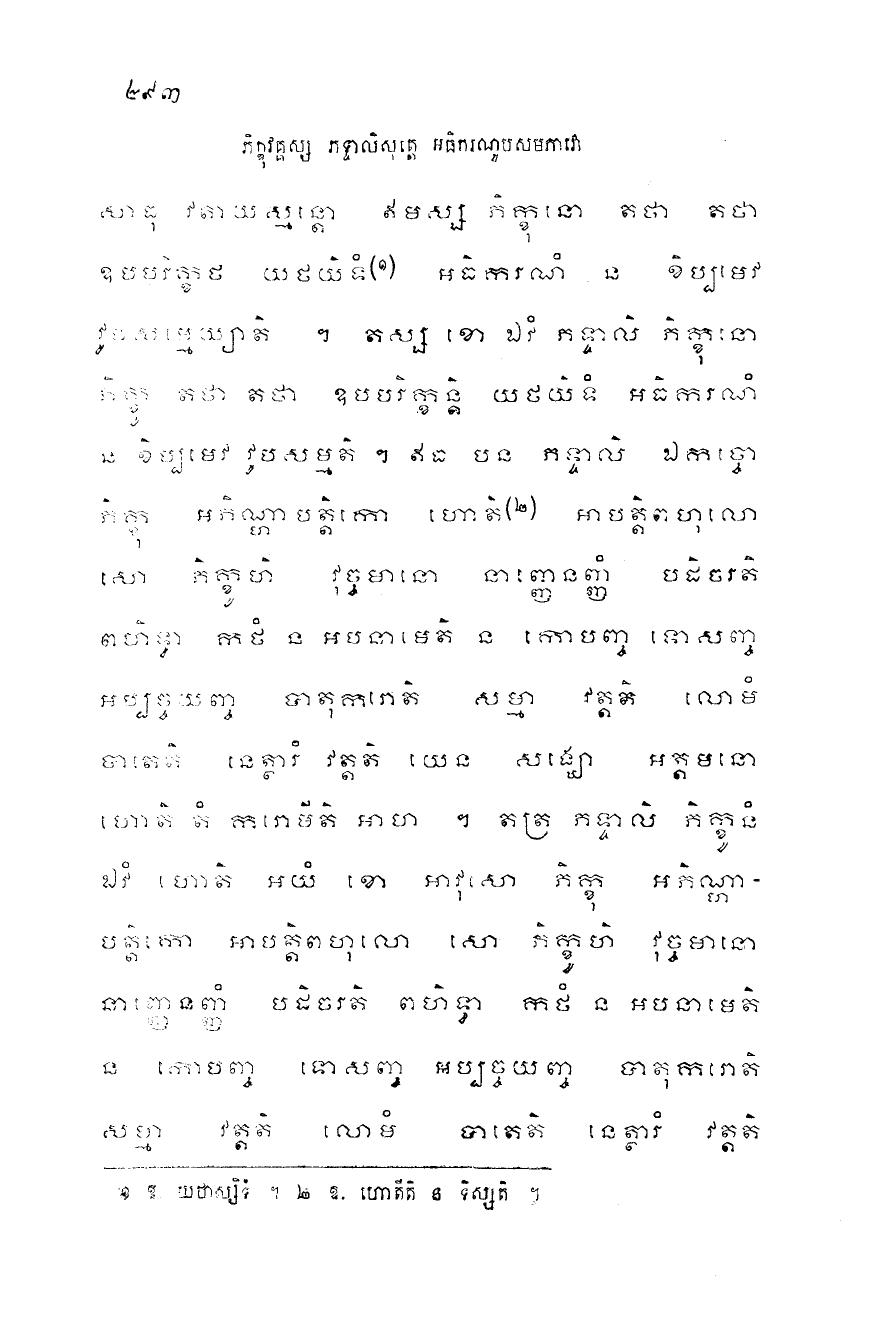 ២៩៣
ភិក្ខុវគ្គស្ស ភទ្ទាលិសុត្តេ អធិករណូបសមភាវោ
សាធុ វតាយស្មន្តោ ឥមស្ស ភិក្ខុនោ តថា តថា
ឧបបរិក្ខថ យថយិទំ(១) អធិករណំ ន ខិប្បមេវ
វូបសម្មេយ្យាតិ ។ តស្ស ខោ ឯវំ ភទ្ទាលិ ភិក្ខុនោ
ភិក្ខូ តថា តថា ឧបបរិក្ខន្តិ យថយិទំ អធិករណំ
ន ខិប្បមេវ វូបសម្មតិ ។ ឥធ បន ភទ្ទាលិ ឯកច្ចោ
ភិក្ខុ អភិណ្ហាបត្តិកោ ហោតិ(២) អាបត្តិពហុលោ
សោ ភិក្ខូហិ វុច្ចមានោ នាញ្ញេនញ្ញំ បដិចរតិ
ពហិទ្ធា កថំ ន អបនាមេតិ ន កោបញ្ច ទោសញ្ច
អប្បច្ចយញ្ច បាតុករោតិ សម្មា វត្តតិ លោមំ
បាតេតិ នេត្ថារំ វត្តតិ យេន សង្ឃោ អត្តមនោ
ហោតិ តំ ករោមីតិ អាហ ។ តត្រ ភទ្ទាលិ ភិក្ខូនំ
ឯវំ ហោតិ អយំ ខោ អាវុសោ ភិក្ខុ អភិណ្ហា-
បត្តិកោ អាបត្តិពហុលោ សោ ភិក្ខូហិ វុច្ចមានោ
នាញ្ញេនញ្ញំ បដិចរតិ ពហិទ្ធា កថំ ន អបនាមេតិ
ន កោបញ្ច ទោសញ្ច អប្បច្ចយញ្ច បាតុករោតិ
សម្មា វត្តតិ លោមំ បាតេតិ នេត្ថារំ វត្តតិ
១ ឱ. យថាស្សិទំ ។ ២ ឱ. ហោតីតិ ន ទិស្សតិ ។